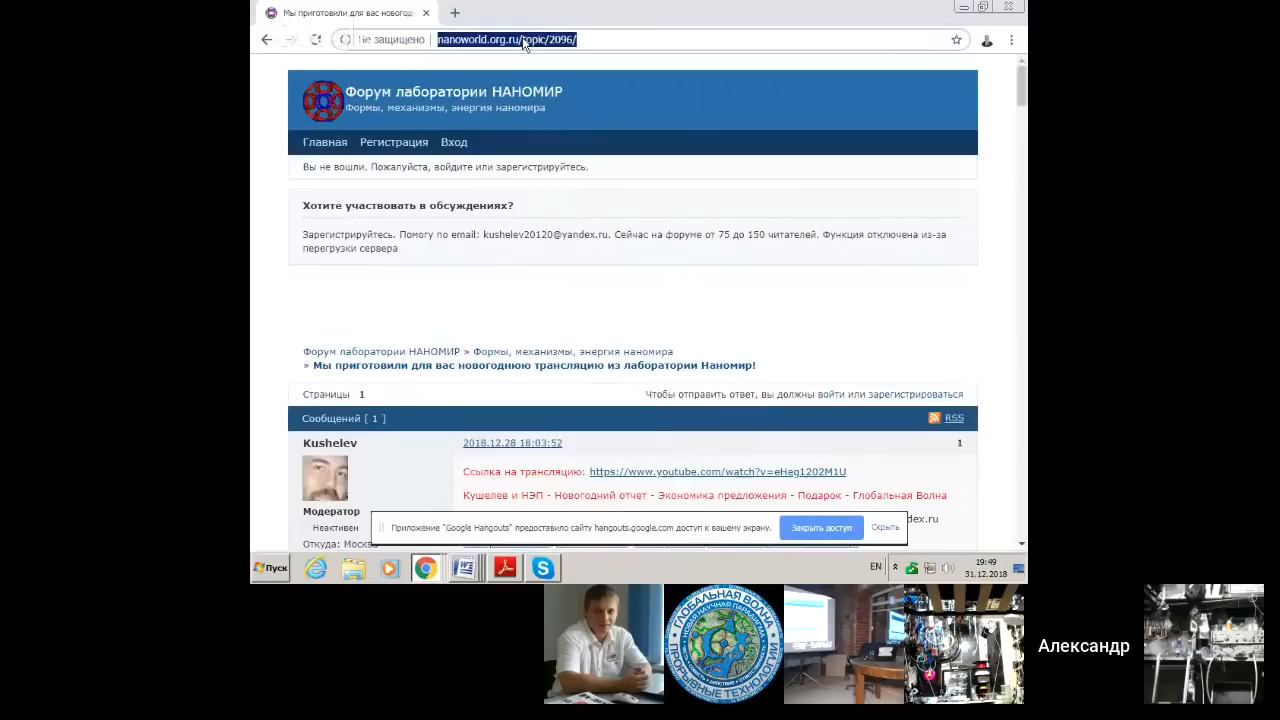 Мы приготовили для вас новогод
Не защищено
nanoworld.org.ru/topic/2096/
Форум лаборатории НАНОМИР
Формы, механизмы, энергия наномира
Главная Регистрация Вход
Вы не вошли. Пожалуйста, войдите или зарегистрируйтесь.
Хотите участвовать в обсуждениях?
Зарегистрируйтесь. Помогу по email: kushelev20120@yandex.ru. Сейчас на форуме от 75 до 150 читателей. Функция отключена из-за
перегрузки сервера
Форум лаборатории НАНОМИР » Формы, механизмы, энергия наномира
» Мы приготовили для вас новогоднюю трансляцию из лаборатории Наномир!
Страницы 1
Чтобы отправить ответ, вы должны войти или зарегистрироваться
Сообщений [ 1 ]
RSS
Kushelev
2018.12.28 18:03:52
1
Ссылка на трансляцию: https://www.youtube.com/watch?v=eHeg1202M1U
Кушелев и НЭП - Новогодний отчет - Экономика предложения - Подарок - Глобальная Волна
Модератор
dex.ru
Неактивен
Приложение "Google Hangouts" предоставило сайту hangouts.google.com доступ к вашему экрану.
Закрыть доступ
Скрыть
Откуда: Москва
Пуск
EN
19:49
31.12.2018
ГЛОБАЛЬНАЯ ВОЛНА
НОВАЯ НАУЧНАЯ ПАРАДИГМА
ПРОРЫВНЫЕ ТЕХНОЛОГИИ
Александр